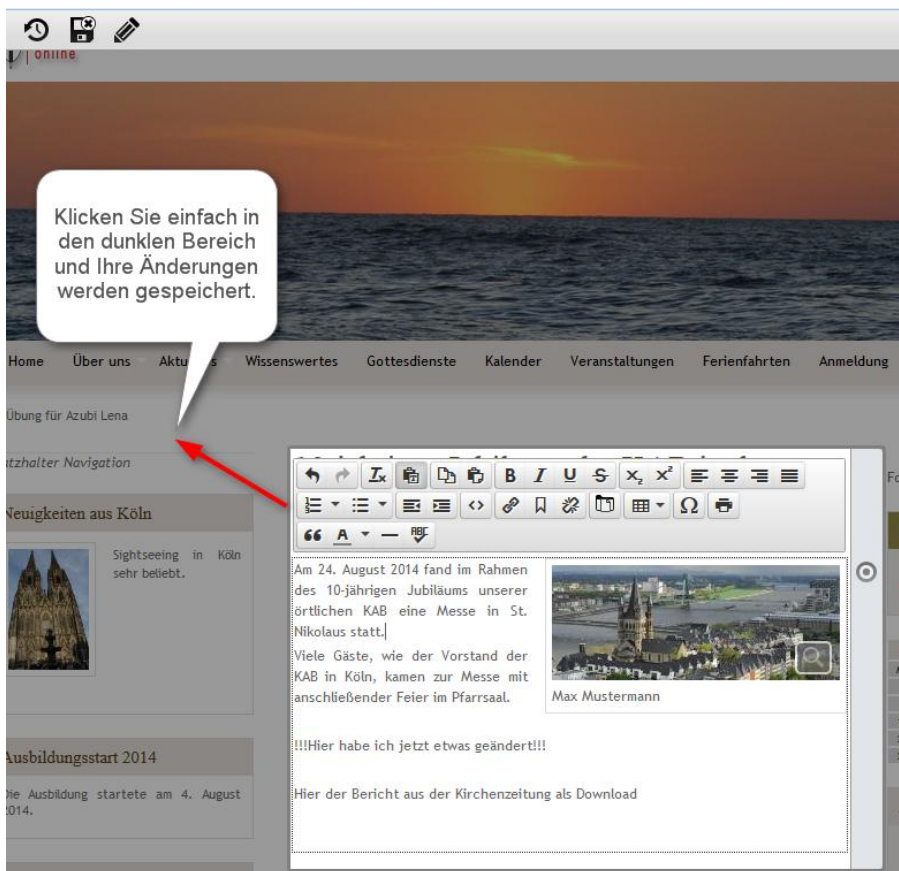 online
Klicken Sie einfach in
den dunklen Bereich
und Ihre Änderungen
werden gespeichert.
Home Über uns Wissenswertes Gottesdienste Kalender Veranstaltungen Ferienfahrten Anmeldung
Übung für Azubi Lena
Navigation
Neuigkeiten aus Köln
Sightseeing in Köln
sehr beliebt.
Ausbildungsstart 2014
Die Ausbildung startete am 4. August
2014.
B I U S X₂ X²
Ω
A
ABC
Am 24. August 2014 fand im Rahmen
des 10-jährigen Jubiläums unserer
örtlichen KAB eine Messe in St.
Nikolaus statt.
Viele Gäste, wie der Vorstand der
KAB in Köln, kamen zur Messe mit
anschließender Feier im Pfarrsaal.
Max Mustermann
!!!Hier habe ich jetzt etwas geändert!!!
Hier der Bericht aus der Kirchenzeitung als Download